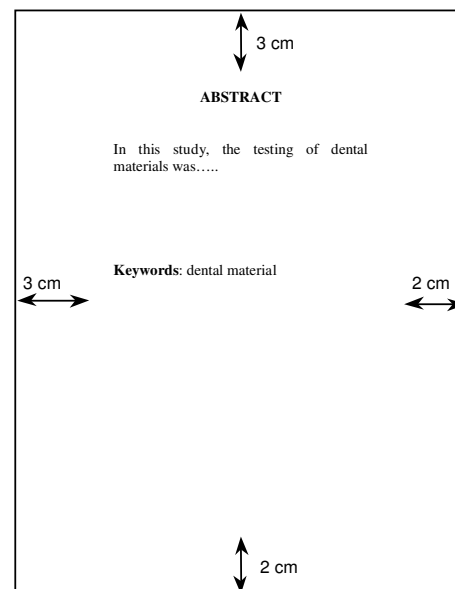 3 cm
ABSTRACT
In this study, the testing of dental
materials was.....
Keywords: dental material
3 cm
2 cm
2 cm